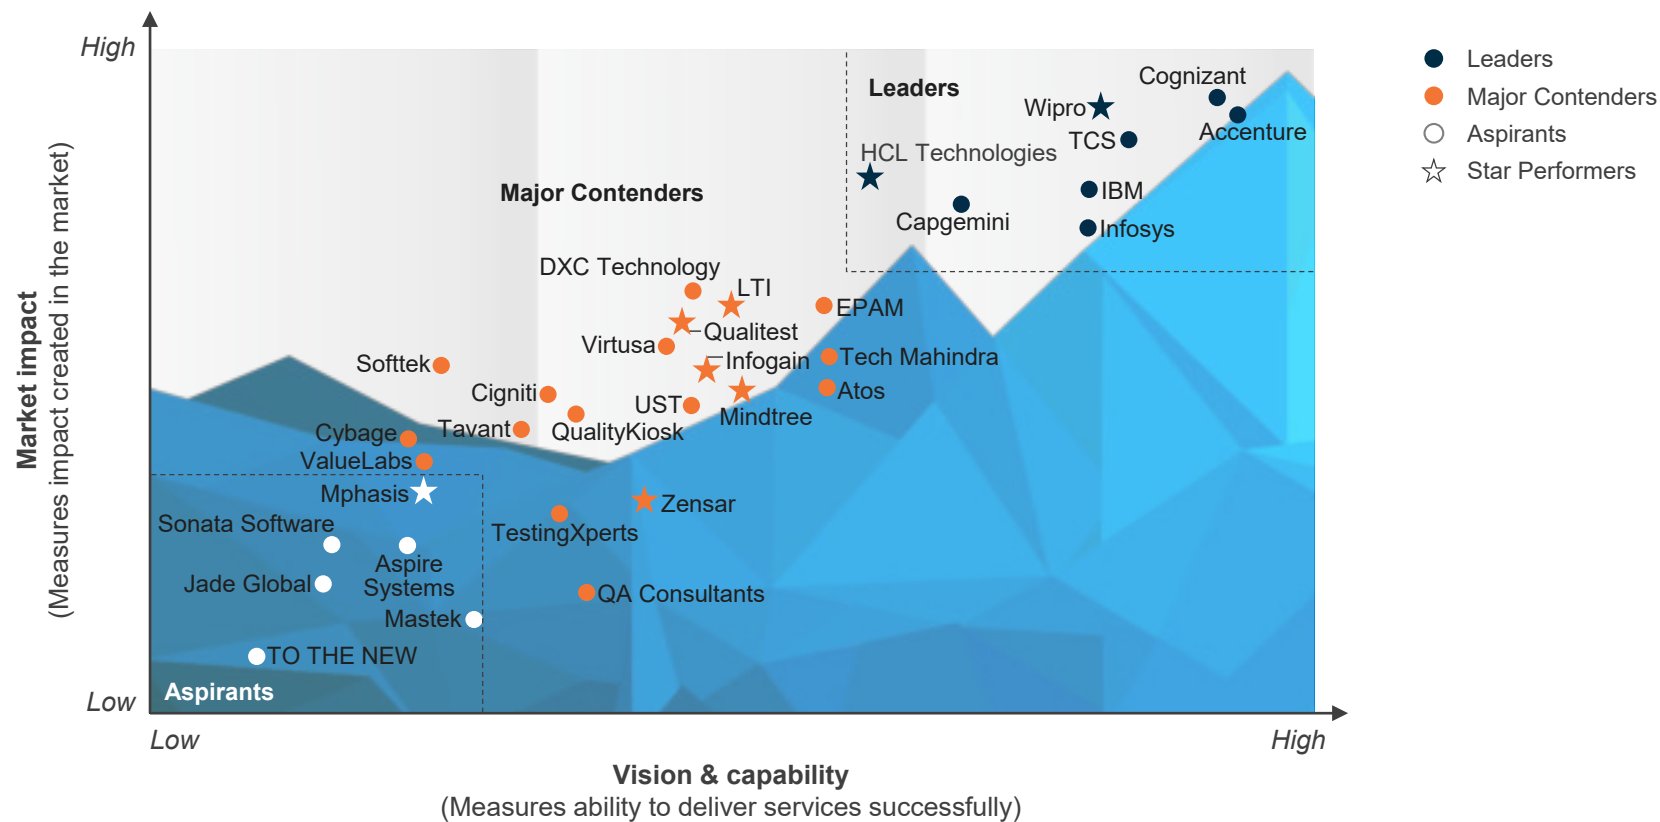 High
Leaders
Cognizant
Wipro
TCS
Accenture
HCL Technologies
IBM
Capgemini
Infosys
Major Contenders
DXC Technology
LTI
EPAM
Qualitest
Virtusa
Infogain
Tech Mahindra
Softtek
Cigniti
UST
Atos
Mindtree
Tavant
QualityKiosk
Cybage
ValueLabs
Mphasis
Zensar
Sonata Software
TestingXperts
Aspire
Systems
Jade Global
QA Consultants
Mastek
TO THE NEW
Aspirants
Low
Market impact
(Measures impact created in the market)
Low
High
Vision & capability
(Measures ability to deliver services successfully)
Leaders
Major Contenders
Aspirants
Star Performers